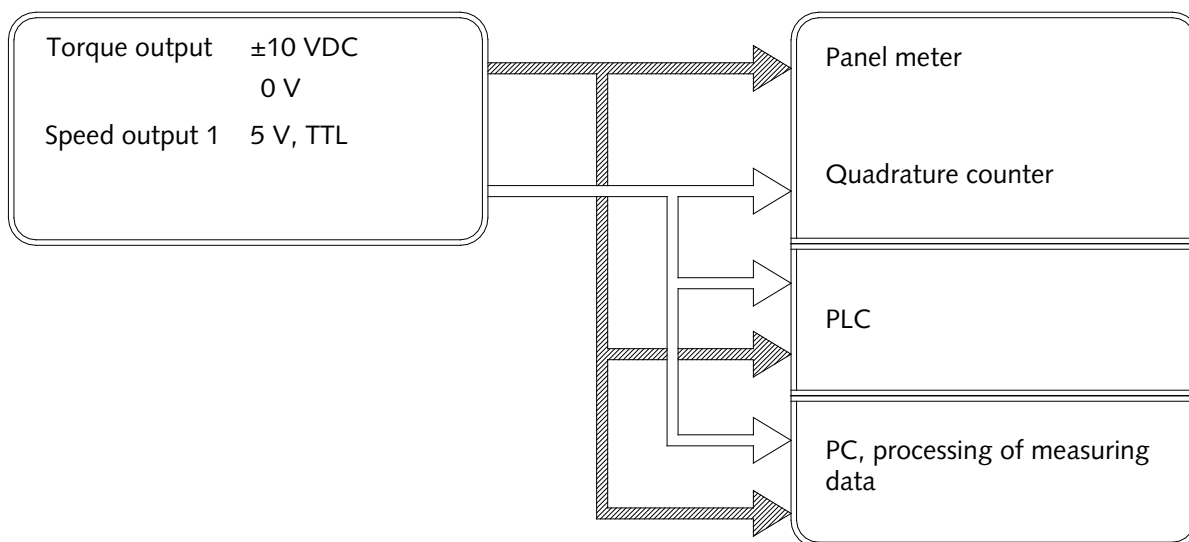 Torque output ±10 VDC
0 V
Speed output 1 5 V, TTL
Panel meter
Quadrature counter
PLC
PC, processing of measuring
data